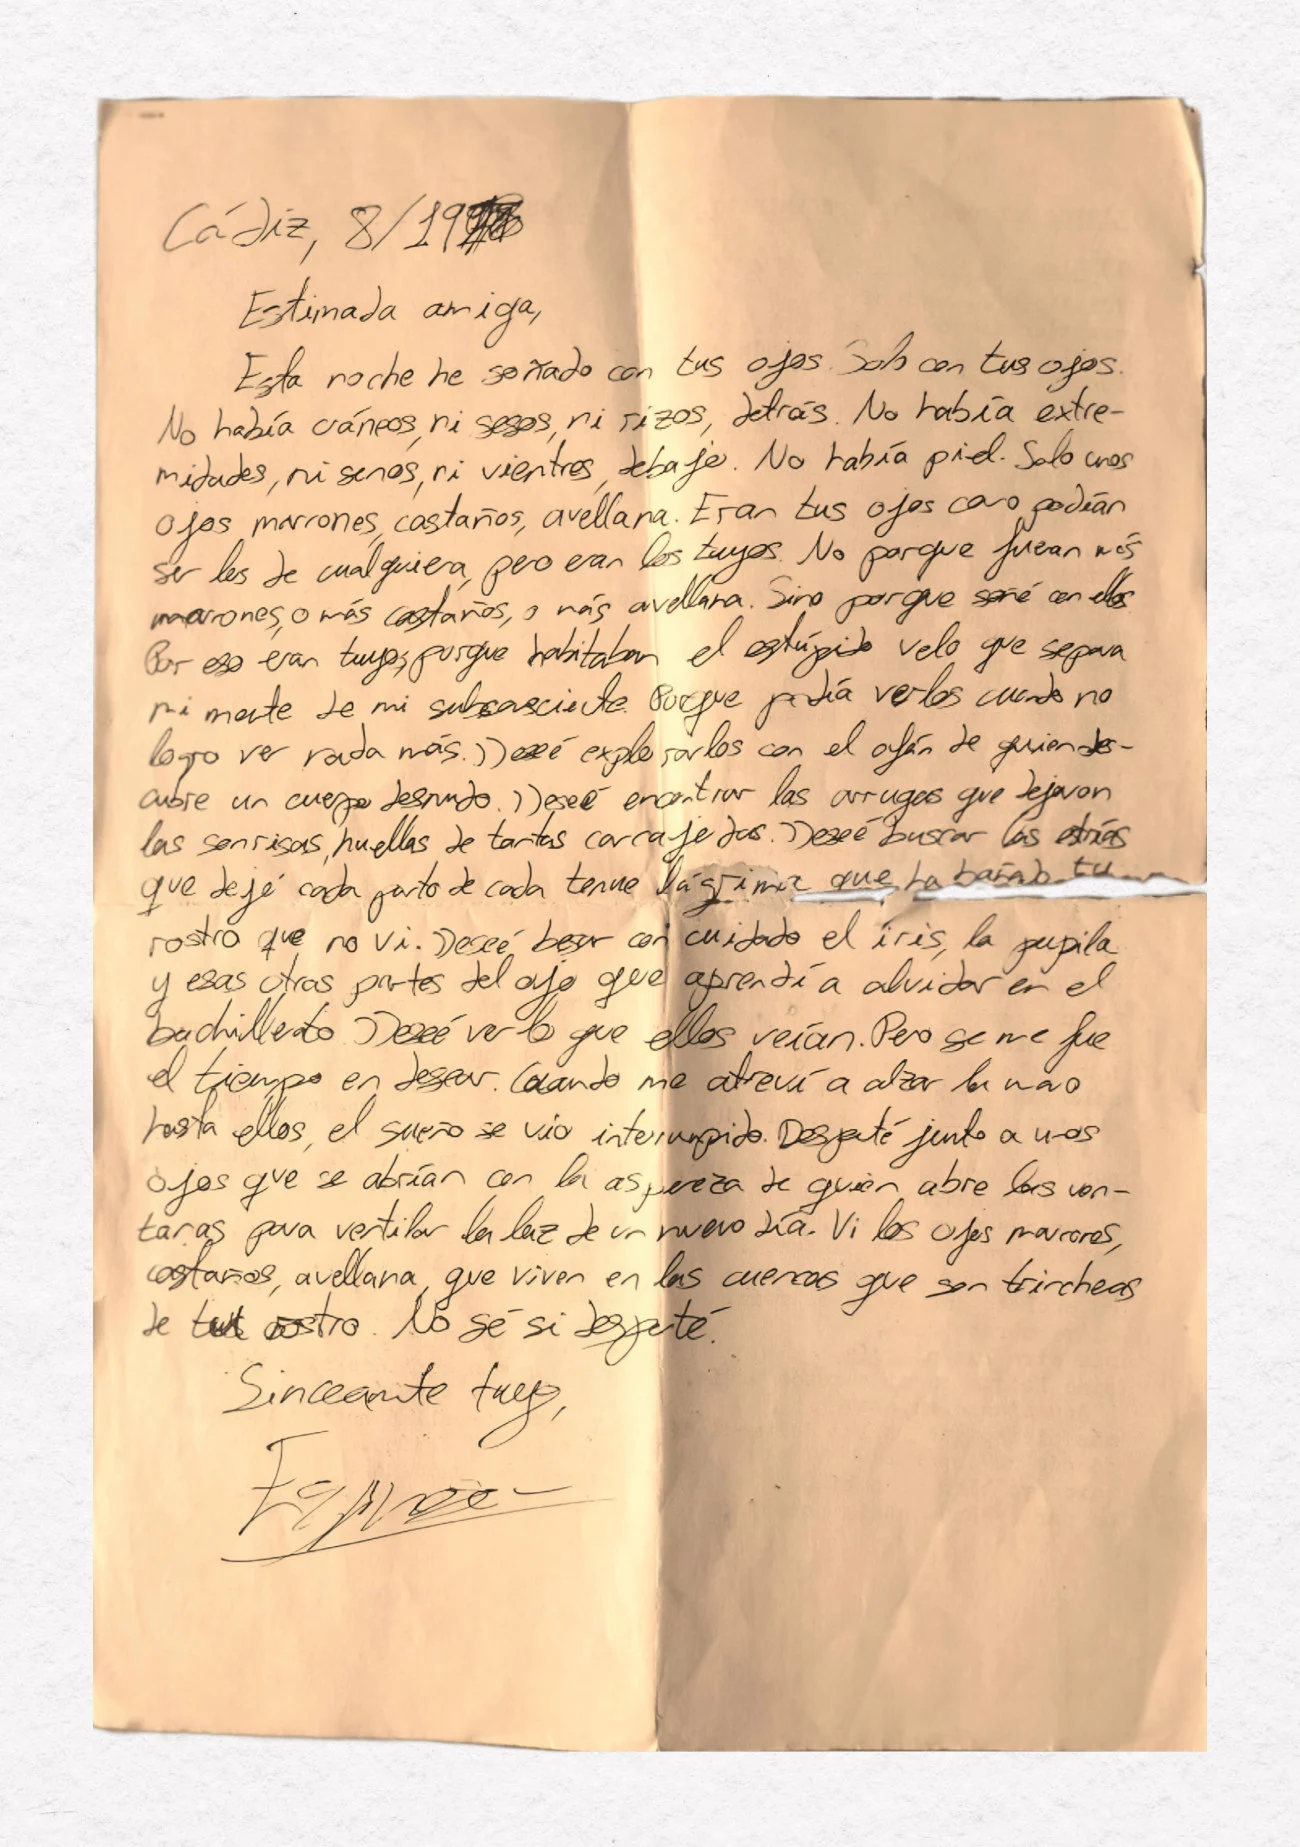 Cádiz, 8/19
Estimada amiga,
Esta noche he soñado con tus ojos. Solo con tus ojos.
No había cráneos, ni sesos, ni rizos, detrás. No había extre-
midades, ni senos, ni vientres, debajo. No había piel. Solo unos
ojos marrones, castaños, avellana. Eran tus ojos como podían
ser los de cualquiera, pero eran los tuyos. No porque fueran más
marrones, o más castaños, o más avellana. Sino porque soñé con ellos
Por eso eran tuyos, porque habitaban el estúpido velo que separa
mi mente de mi subconsciente. Porque podía verlos cuando no
logro ver nada más. Deseé explorarlos con el afán de quien des-
cubre un cuerpo desnudo. Deseé encontrar las arrugas que dejaron
las sonrisas, huellas de tantas carcajadas. Deseé buscar las estrías
que dejó cada parto de cada tenue lágrima que ha bañado tu
rostro que no vi. Deseé besar con cuidado el iris, la pupila
y esas otras partes del ojo que aprendí a olvidar en el
bachillerato Deseé ver lo que ellos veían. Pero se me fue
el tiempo en desear. Cuando me atreví a alzar la mano
hasta ellos, el sueño se vio interrumpido. Desperté junto a unos
ojos que se abrían con la aspereza de quien abre las ven-
tanas para ventilar la luz de un nuevo día. Vi los ojos marrones,
castaños, avellana, que viven en las cuencas que son trincheras
de tu rostro. No sé si desperté.
Sinceramente tuyo,